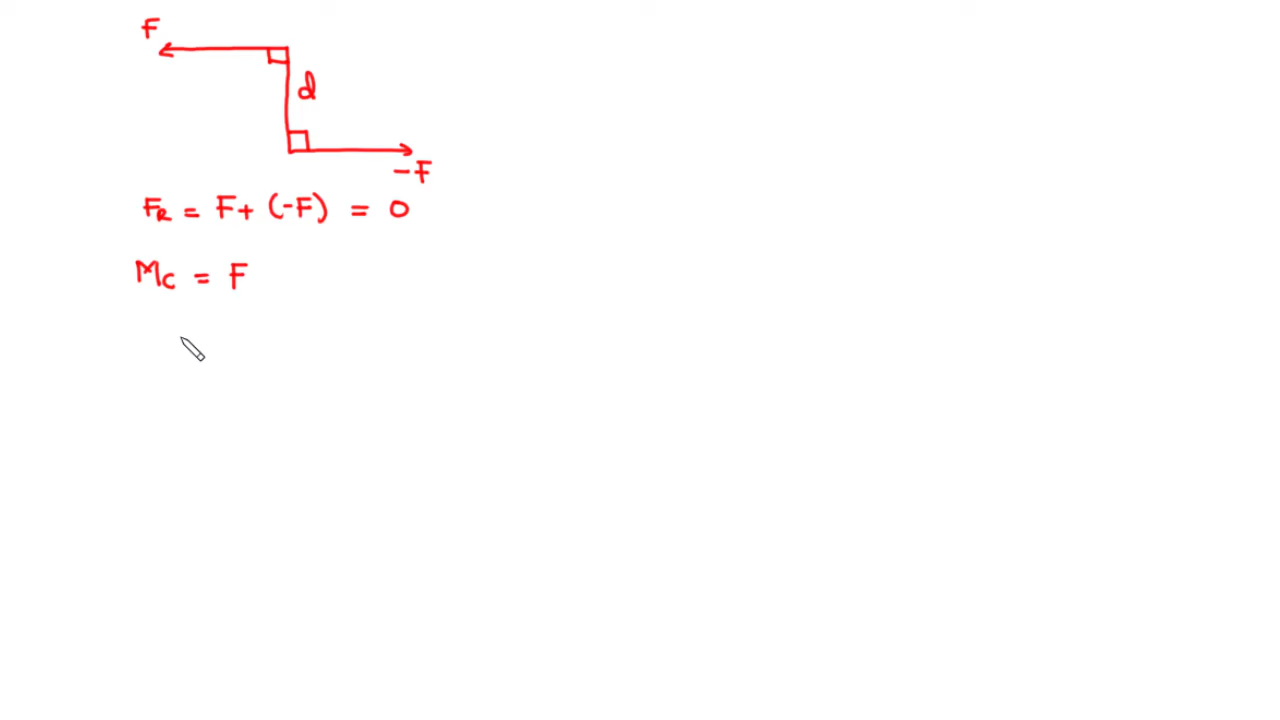 F
d
-F
FR = F+ (-F) = 0
Mc = F